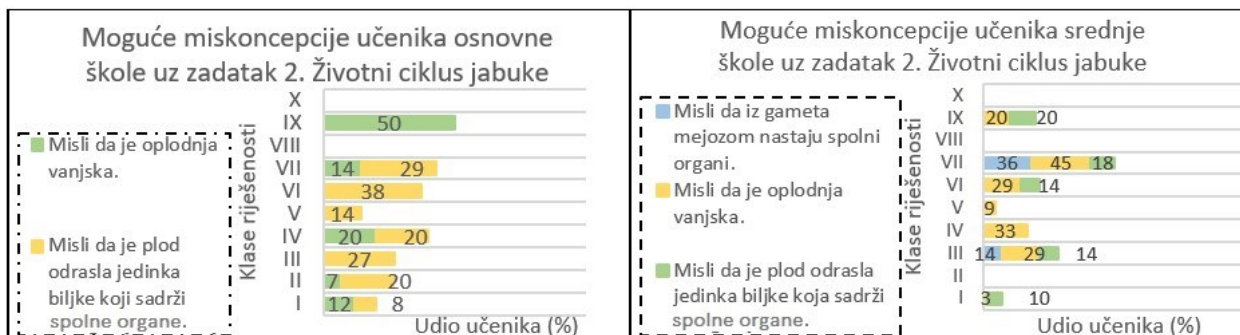 Moguće miskoncepcije učenika osnovne
škole uz zadatak 2. Životni ciklus jabuke
Misli da je oplodnja
vanjska.
Misli da je plod
odrasla jedinka
biljke koji sadrži
spolne organe.
Klase riješenosti
X
IX 50
VIII
VII 14 29
VI 38
V 14
IV 20 20
III 27
II 7 20
I 12 8
Udio učenika (%)
Moguće miskoncepcije učenika srednje
škole uz zadatak 2. Životni ciklus jabuke
Misli da iz gameta
mejozom nastaju spolni
organi.
Misli da je oplodnja
vanjska.
Misli da je plod odrasla
jedinka biljke koja sadrži
spolne organe.
Klase riješenosti
X
IX 20 20
VIII
VII 36 45 18
VI 29 14
V 9
IV 33
III 14 29 14
II
I 3 10
Udio učenika (%)